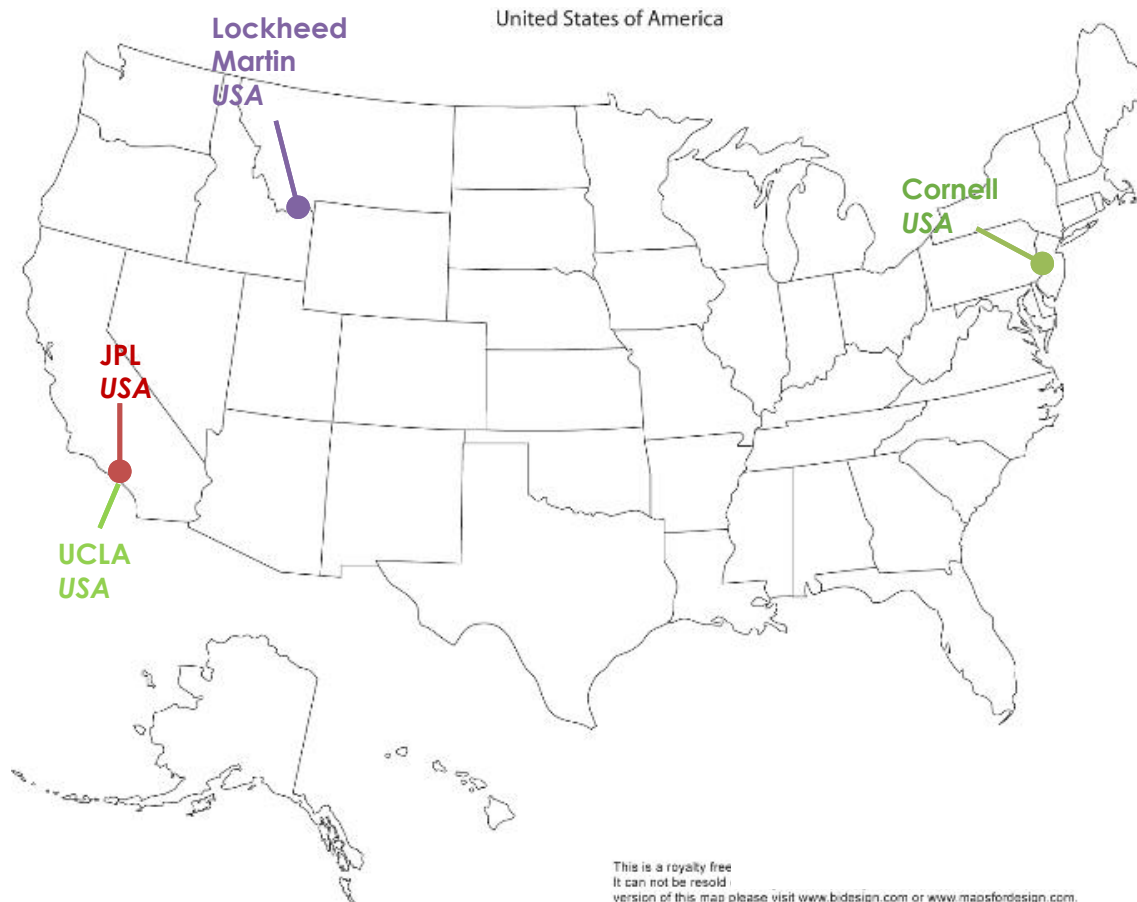 United States of America
Lockheed
Martin
USA
Cornell
USA
JPL
USA
UCLA
USA
This is a royalty free
It can not be resold
version of this map please visit www.bjdesign.com or www.mapsfordesign.com.